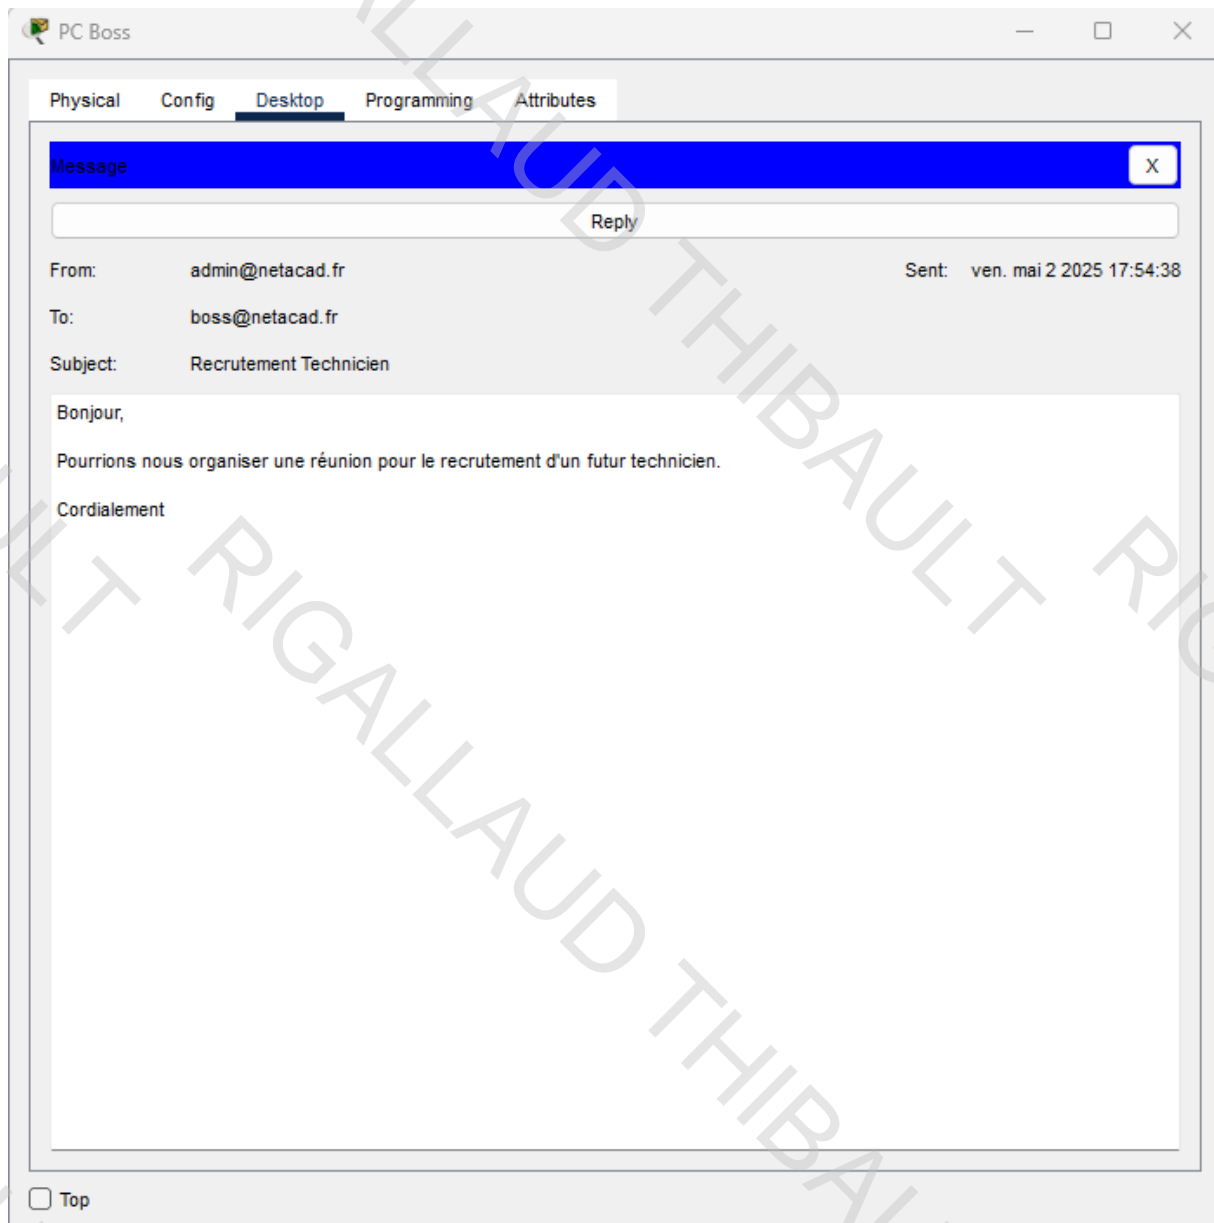 PC Boss
Physical Config Desktop Programming Attributes
Message X
Reply
From: admin@netacad.fr Sent: ven. mai 2 2025 17:54:38
To: boss@netacad.fr
Subject: Recrutement Technicien
Bonjour,
Pourrions nous organiser une réunion pour le recrutement d'un futur technicien.
Cordialement
RIGALLAUD THIBAULT
Top